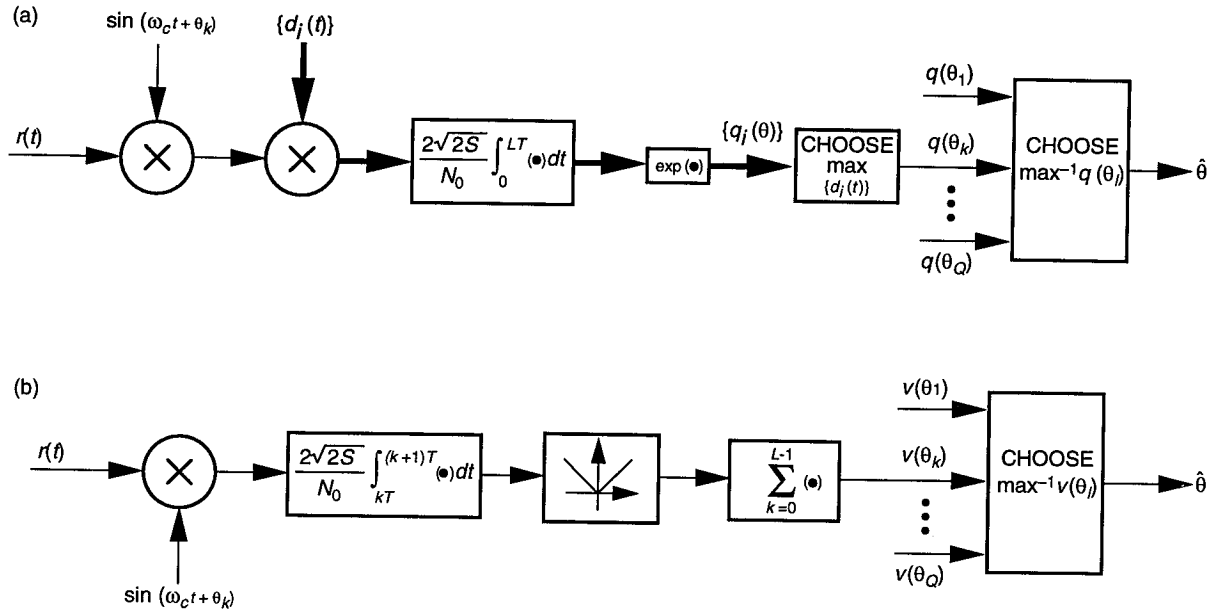 (a)
sin (ω_c t + θ_k)
{d_j (t)}
r(t)
2√2S / N_0 ∫_0^{LT} (•) dt
exp (•)
{q_j (θ)}
CHOOSE
max
{d_j (t)}
q(θ_1)
q(θ_k)
q(θ_Q)
CHOOSE
max^{-1} q (θ_i)
θ̂
(b)
r(t)
sin (ω_c t + θ_k)
2√2S / N_0 ∫_{kT}^{(k+1)T} (•) dt
∑_{k=0}^{L-1} (•)
v(θ1)
v(θ_k)
v(θ_Q)
CHOOSE
max^{-1} v(θ_i)
θ̂